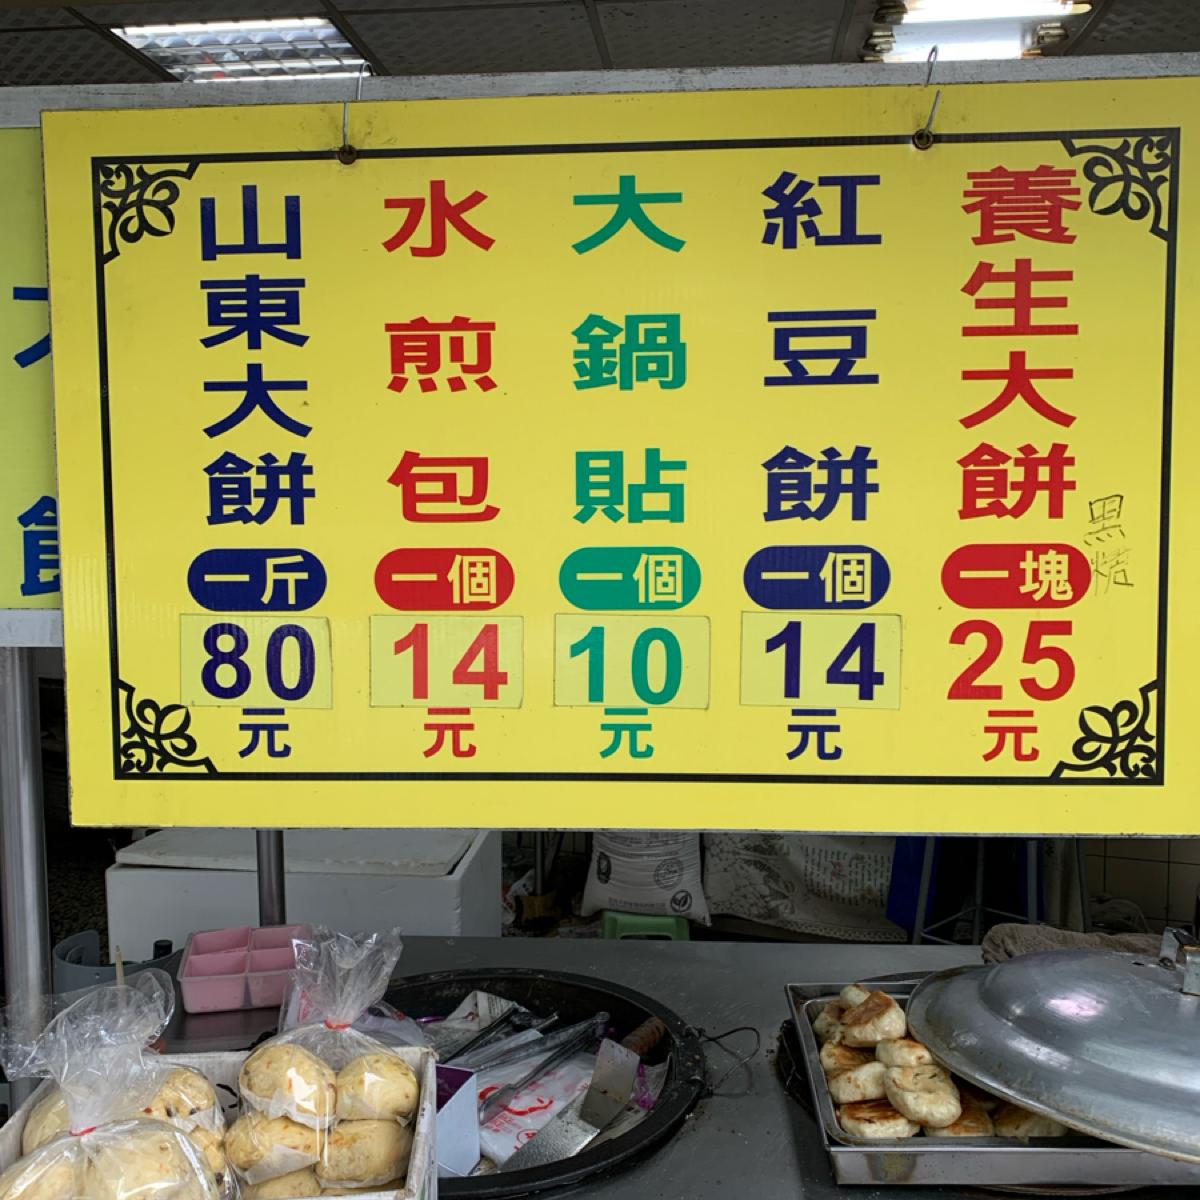 山東大餅 一斤 80 元
水煎包 一個 14 元
大鍋貼 一個 10 元
紅豆餅 一個 14 元
養生大餅 一塊 25 元
黑糖